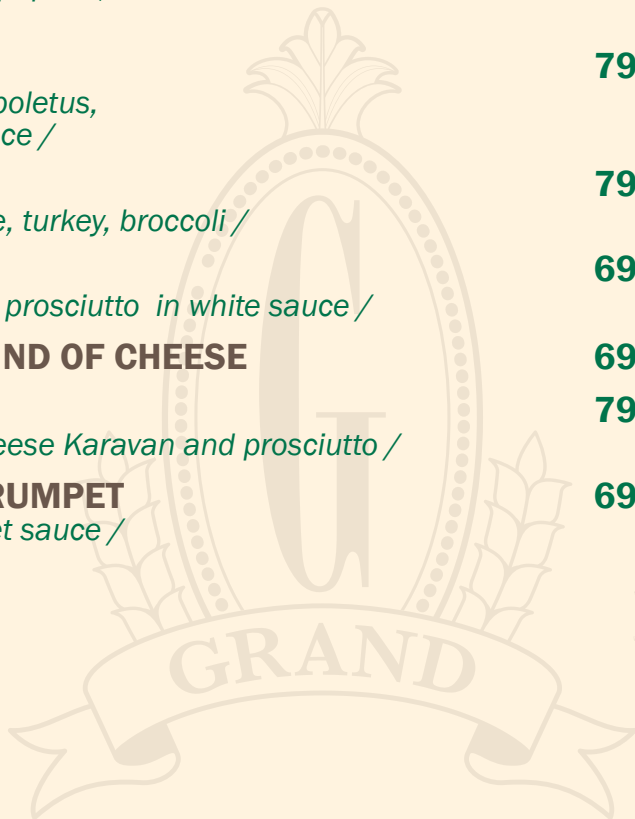 79
boletus,
ce /
79
e, turkey, broccoli /
69
prosciutto in white sauce /
ND OF CHEESE 69
79
eese Karavan and prosciutto /
RUMPET 69
et sauce /
G
GRAND